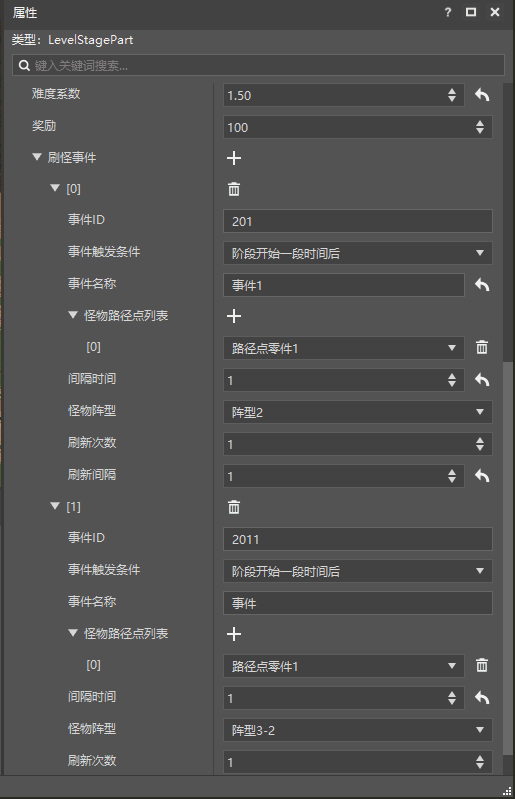 属性
类型：LevelStagePart
键入关键词搜索...
难度系数 1.50
奖励 100
刷怪事件
[0]
事件ID 201
事件触发条件 阶段开始一段时间后
事件名称 事件1
怪物路径点列表
[0] 路径点零件1
间隔时间 1
怪物阵型 阵型2
刷新次数 1
刷新间隔 1
[1]
事件ID 2011
事件触发条件 阶段开始一段时间后
事件名称 事件
怪物路径点列表
[0] 路径点零件1
间隔时间 1
怪物阵型 阵型3-2
刷新次数 1